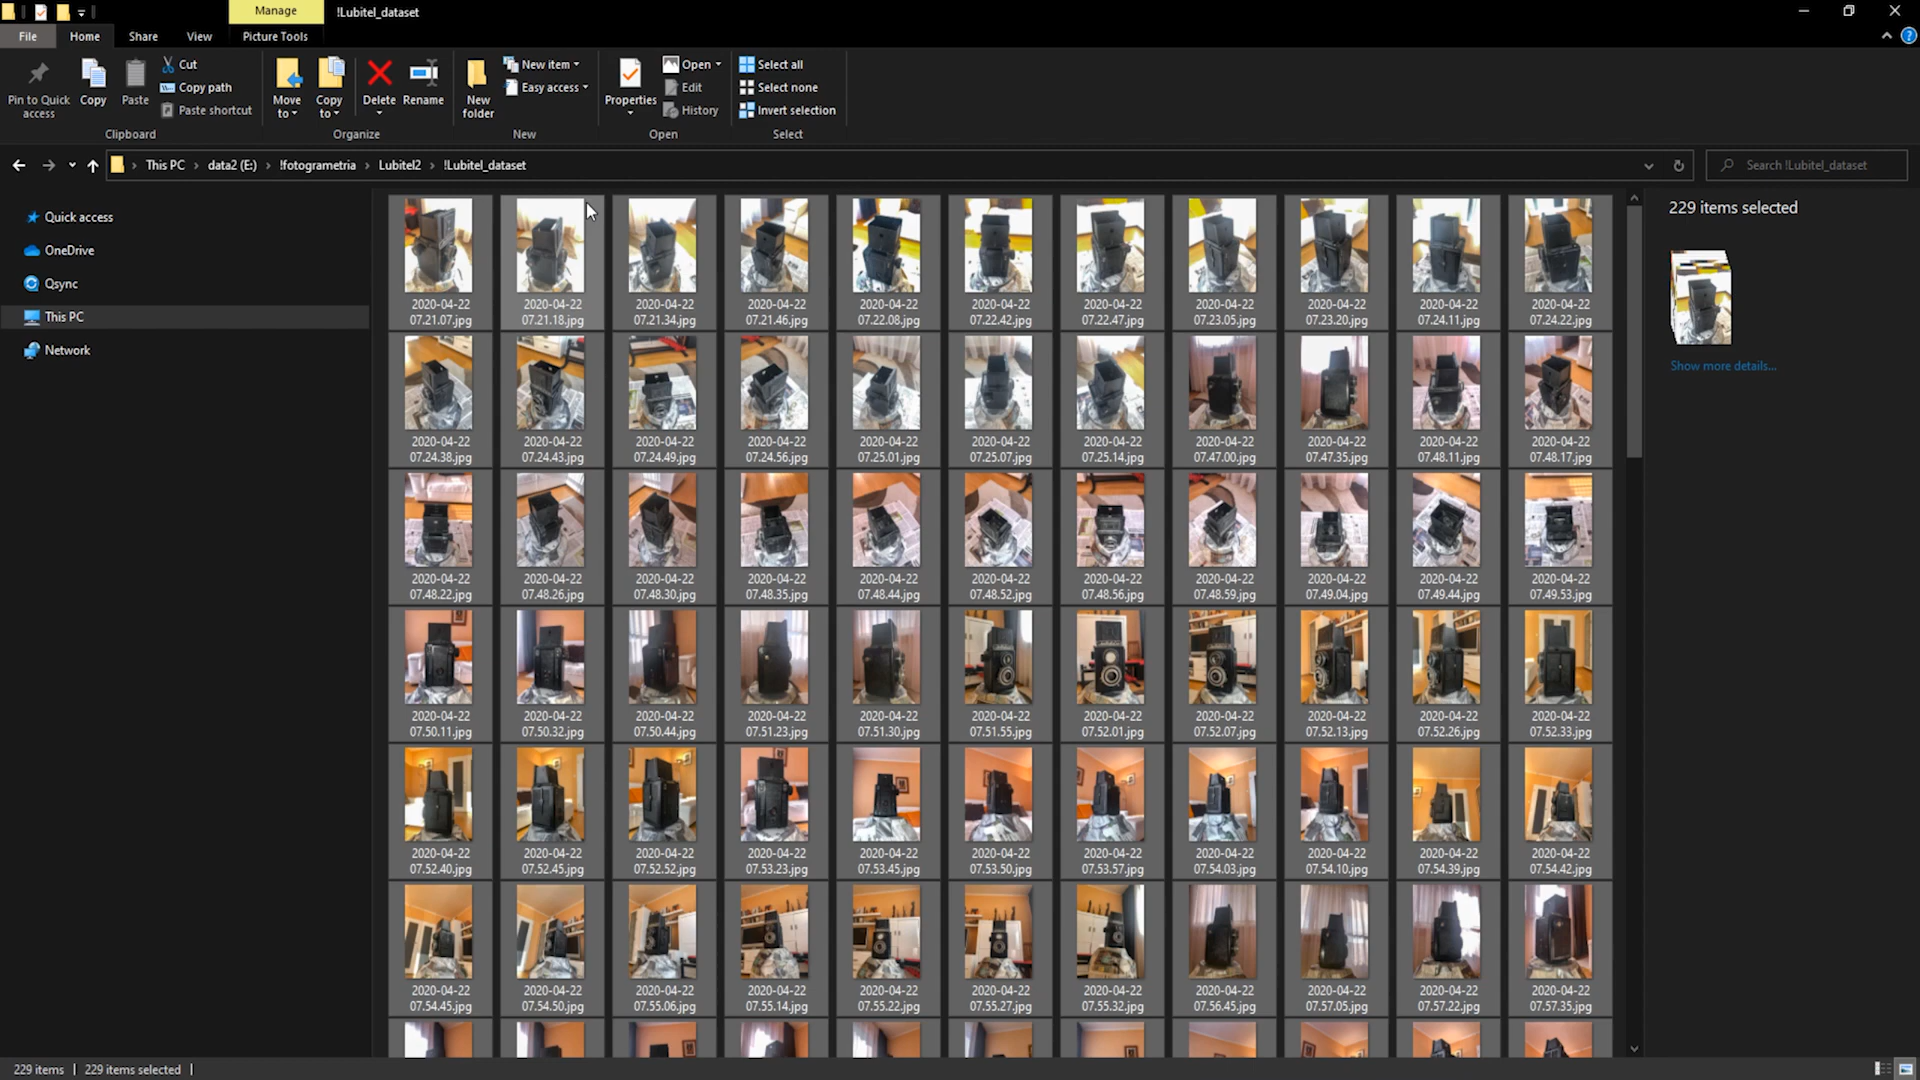 Manage
!Lubitel_dataset
File
Home
Share
View
Picture Tools
Pin to Quick access
Copy
Paste
Cut
Copy path
Paste shortcut
Clipboard
Move to
Copy to
Delete
Rename
Organize
New folder
New item
Easy access
New
Properties
Open
Edit
History
Open
Select all
Select none
Invert selection
Select
This PC
data2 (E:)
!fotogrametria
Lubitel2
!Lubitel_dataset
Search !Lubitel_dataset
Quick access
OneDrive
Qsync
This PC
Network
2020-04-22 07.21.07.jpg
2020-04-22 07.21.18.jpg
2020-04-22 07.21.34.jpg
2020-04-22 07.21.46.jpg
2020-04-22 07.22.08.jpg
2020-04-22 07.22.42.jpg
2020-04-22 07.22.47.jpg
2020-04-22 07.23.05.jpg
2020-04-22 07.23.20.jpg
2020-04-22 07.24.11.jpg
2020-04-22 07.24.22.jpg
2020-04-22 07.24.38.jpg
2020-04-22 07.24.43.jpg
2020-04-22 07.24.49.jpg
2020-04-22 07.24.56.jpg
2020-04-22 07.25.01.jpg
2020-04-22 07.25.07.jpg
2020-04-22 07.25.14.jpg
2020-04-22 07.47.00.jpg
2020-04-22 07.47.35.jpg
2020-04-22 07.48.11.jpg
2020-04-22 07.48.17.jpg
2020-04-22 07.48.22.jpg
2020-04-22 07.48.26.jpg
2020-04-22 07.48.30.jpg
2020-04-22 07.48.35.jpg
2020-04-22 07.48.44.jpg
2020-04-22 07.48.52.jpg
2020-04-22 07.48.56.jpg
2020-04-22 07.48.59.jpg
2020-04-22 07.49.04.jpg
2020-04-22 07.49.44.jpg
2020-04-22 07.49.53.jpg
2020-04-22 07.50.11.jpg
2020-04-22 07.50.32.jpg
2020-04-22 07.50.44.jpg
2020-04-22 07.51.23.jpg
2020-04-22 07.51.30.jpg
2020-04-22 07.51.55.jpg
2020-04-22 07.52.01.jpg
2020-04-22 07.52.07.jpg
2020-04-22 07.52.13.jpg
2020-04-22 07.52.26.jpg
2020-04-22 07.52.33.jpg
2020-04-22 07.52.40.jpg
2020-04-22 07.52.45.jpg
2020-04-22 07.52.52.jpg
2020-04-22 07.53.23.jpg
2020-04-22 07.53.45.jpg
2020-04-22 07.53.50.jpg
2020-04-22 07.53.57.jpg
2020-04-22 07.54.03.jpg
2020-04-22 07.54.10.jpg
2020-04-22 07.54.39.jpg
2020-04-22 07.54.42.jpg
2020-04-22 07.54.45.jpg
2020-04-22 07.54.50.jpg
2020-04-22 07.55.06.jpg
2020-04-22 07.55.14.jpg
2020-04-22 07.55.22.jpg
2020-04-22 07.55.27.jpg
2020-04-22 07.55.32.jpg
2020-04-22 07.56.45.jpg
2020-04-22 07.57.05.jpg
2020-04-22 07.57.22.jpg
2020-04-22 07.57.35.jpg
229 items selected
Show more details...
229 items
229 items selected